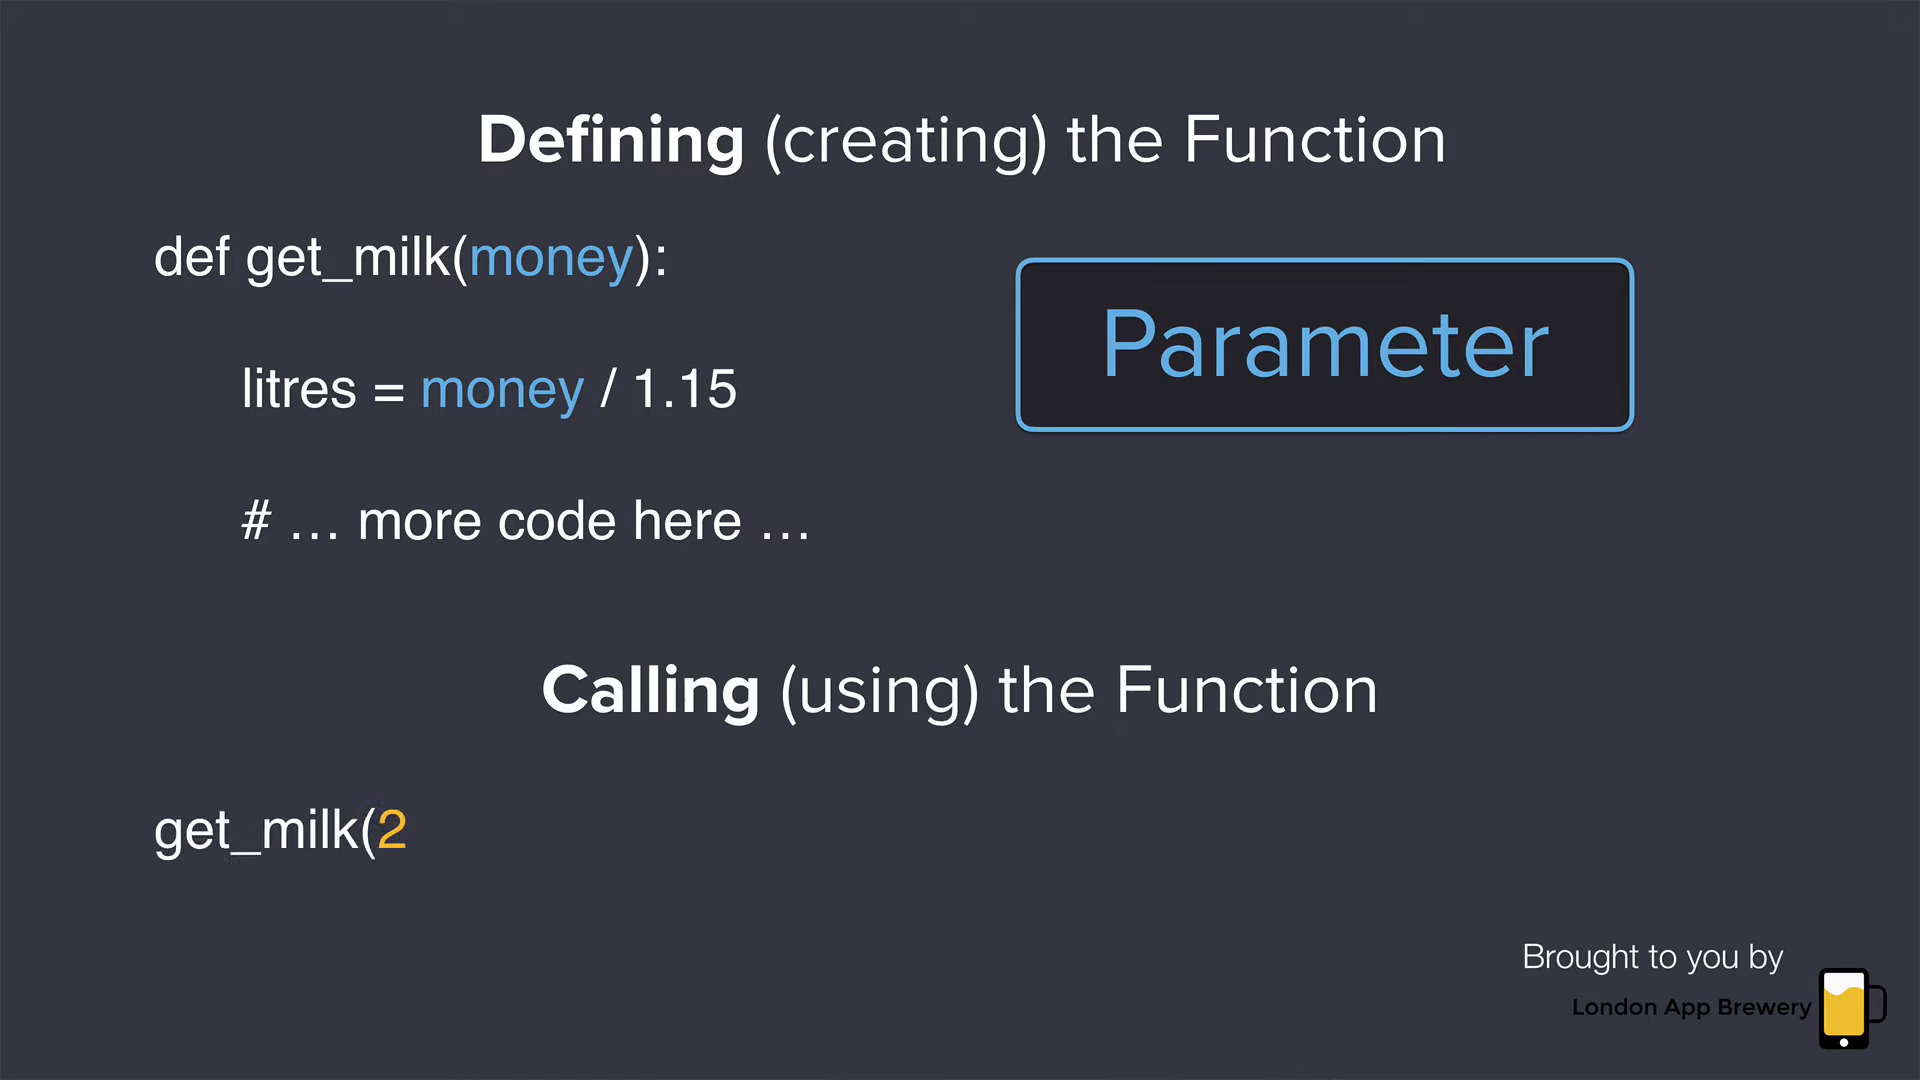 Defining (creating) the Function
def get_milk(money):
Parameter
litres = money / 1.15
# … more code here …
Calling (using) the Function
get_milk(2
Brought to you by
London App Brewery